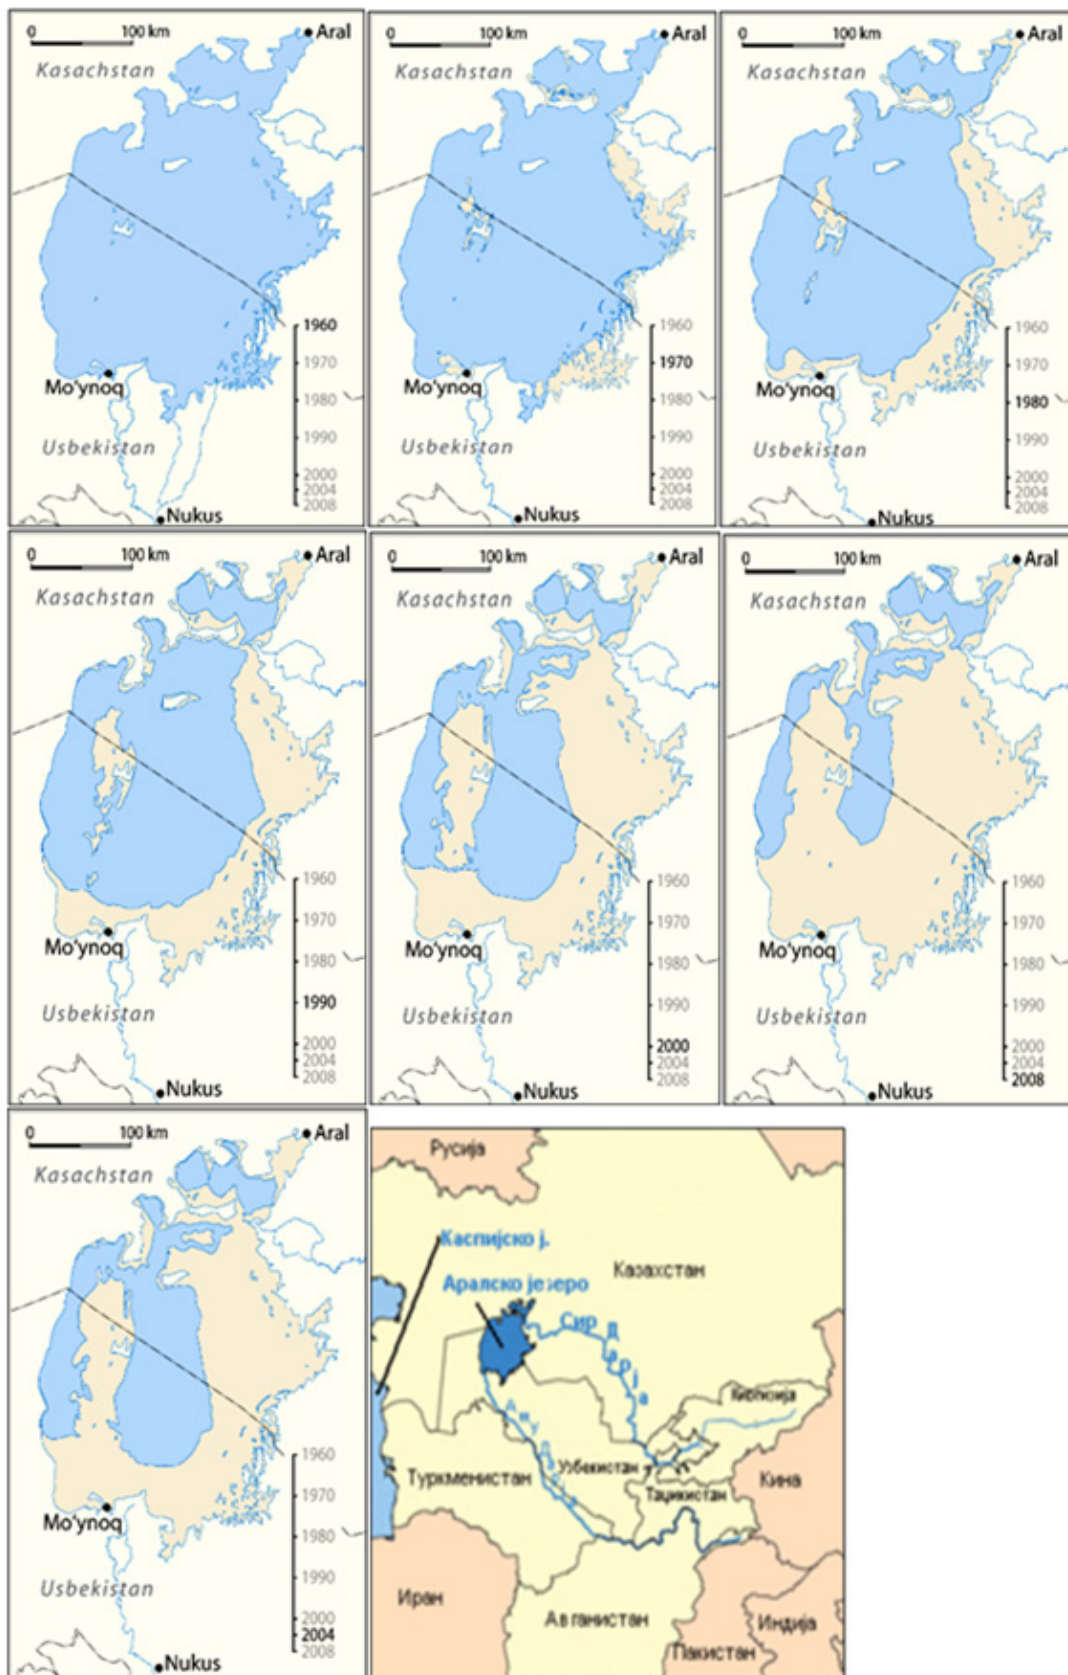 0 100 km
Aral
Kasachstan
1960
1970
1980
1990
2000
2004
2008
Mo'ynoq
Usbekistan
Nukus
0 100 km
Aral
Kasachstan
1960
1970
1980
1990
2000
2004
2008
Mo'ynoq
Usbekistan
Nukus
0 100 km
Aral
Kasachstan
1960
1970
1980
1990
2000
2004
2008
Mo'ynoq
Usbekistan
Nukus
0 100 km
Aral
Kasachstan
1960
1970
1980
1990
2000
2004
2008
Mo'ynoq
Usbekistan
Nukus
0 100 km
Aral
Kasachstan
1960
1970
1980
1990
2000
2004
2008
Mo'ynoq
Usbekistan
Nukus
0 100 km
Aral
Kasachstan
1960
1970
1980
1990
2000
2004
2008
Mo'ynoq
Usbekistan
Nukus
0 100 km
Aral
Kasachstan
1960
1970
1980
1990
2000
2004
2008
Mo'ynoq
Usbekistan
Nukus
Русија
Каспијско ј.
Казахстан
Аралско језеро
Сир Дарја
Киргизија
Аму Дарја
Узбекистан
Туркменистан
Таџикистан
Кина
Иран
Авганистан
Индија
Пакистан